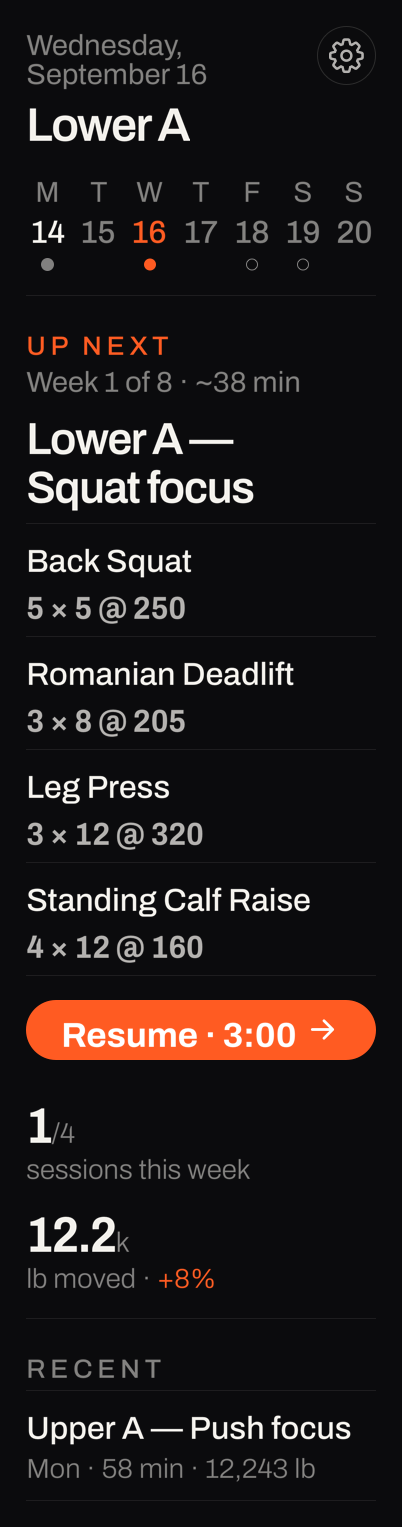 Wednesday,
September 16
Lower A
M T W T F S S
14 15 16 17 18 19 20
UP NEXT
Week 1 of 8 · ~38 min
Lower A —
Squat focus
Back Squat
5 × 5 @ 250
Romanian Deadlift
3 × 8 @ 205
Leg Press
3 × 12 @ 320
Standing Calf Raise
4 × 12 @ 160
Resume · 3:00 →
1/4
sessions this week
12.2k
lb moved · +8%
RECENT
Upper A — Push focus
Mon · 58 min · 12,243 lb